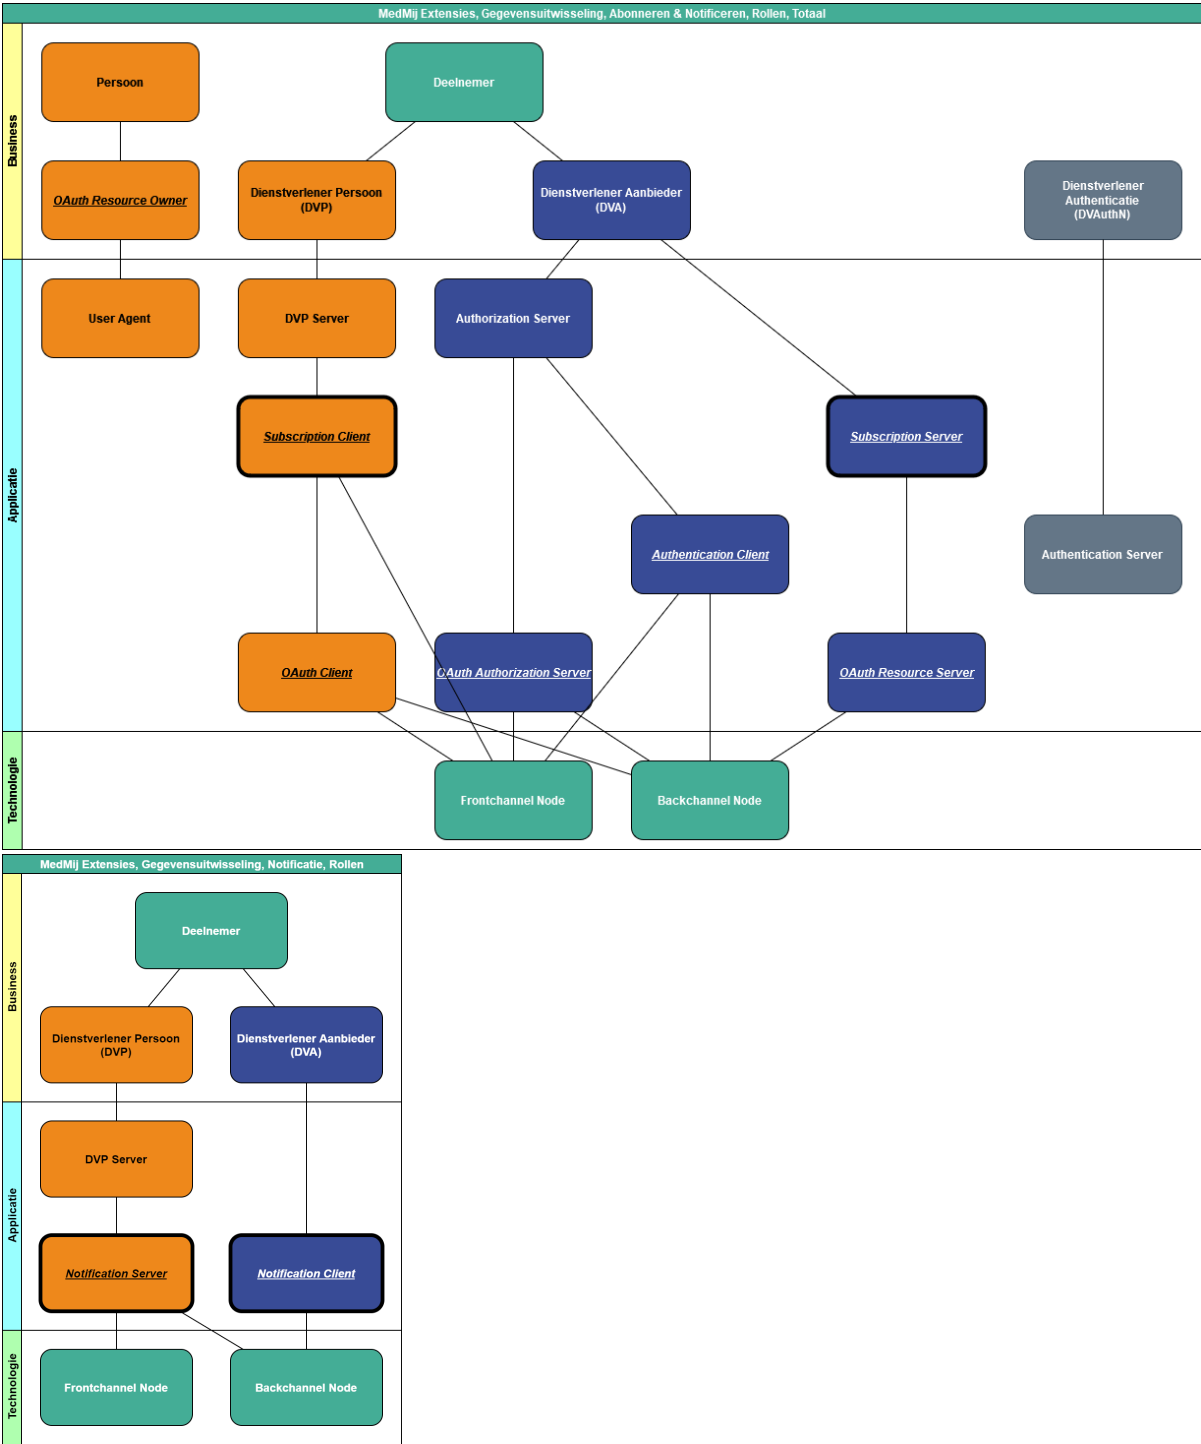 MedMij Extensies, Gegevensuitwisseling, Abonneren & Notificeren, Rollen, Totaal
Business
Persoon
Deelnemer
OAuth Resource Owner
Dienstverlener Persoon
(DVP)
Dienstverlener Aanbieder
(DVA)
Dienstverlener
Authenticatie
(DVAuthN)
Applicatie
User Agent
DVP Server
Authorization Server
Subscription Client
Subscription Server
Authentication Client
Authentication Server
OAuth Client
OAuth Authorization Server
OAuth Resource Server
Technologie
Frontchannel Node
Backchannel Node
MedMij Extensies, Gegevensuitwisseling, Notificatie, Rollen
Business
Deelnemer
Dienstverlener Persoon
(DVP)
Dienstverlener Aanbieder
(DVA)
Applicatie
DVP Server
Notification Server
Notification Client
Technologie
Frontchannel Node
Backchannel Node